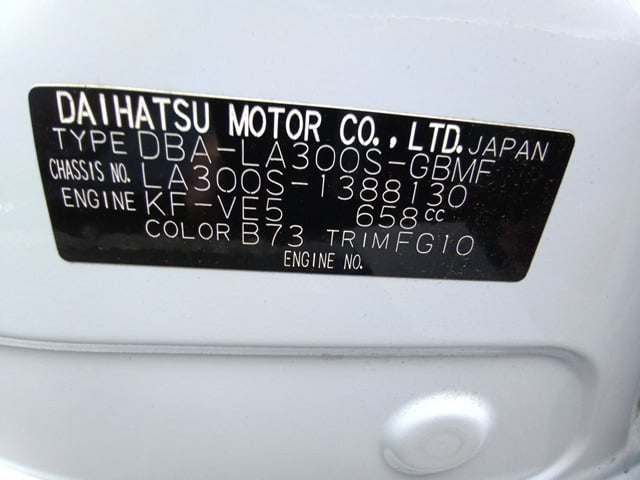 DAIHATSU MOTOR CO., LTD. JAPAN
TYPE DBA-LA300S-GBMF
CHASSIS NO. LA300S-1388130
ENGINE KF-VE5 658cc
COLOR B73 TRIM FG10
ENGINE NO.